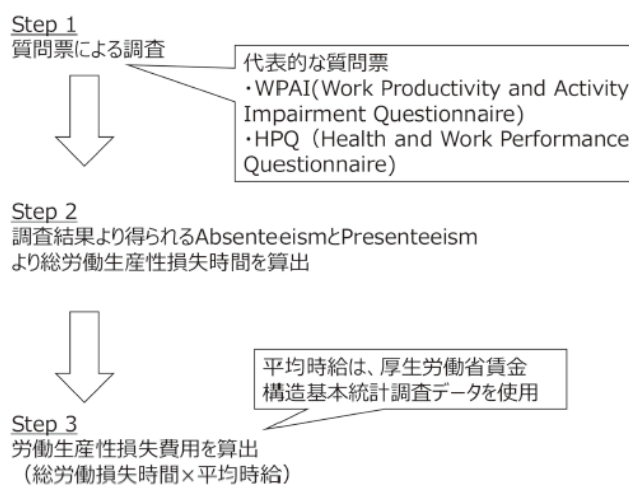 Step 1
質問票による調査
代表的な質問票
・WPAI(Work Productivity and Activity
Impairment Questionnaire)
・HPQ（Health and Work Performance
Questionnaire)
Step 2
調査結果より得られるAbsenteeismとPresenteeism
より総労働生産性損失時間を算出
平均時給は、厚生労働省賃金
構造基本統計調査データを使用
Step 3
労働生産性損失費用を算出
（総労働損失時間×平均時給）